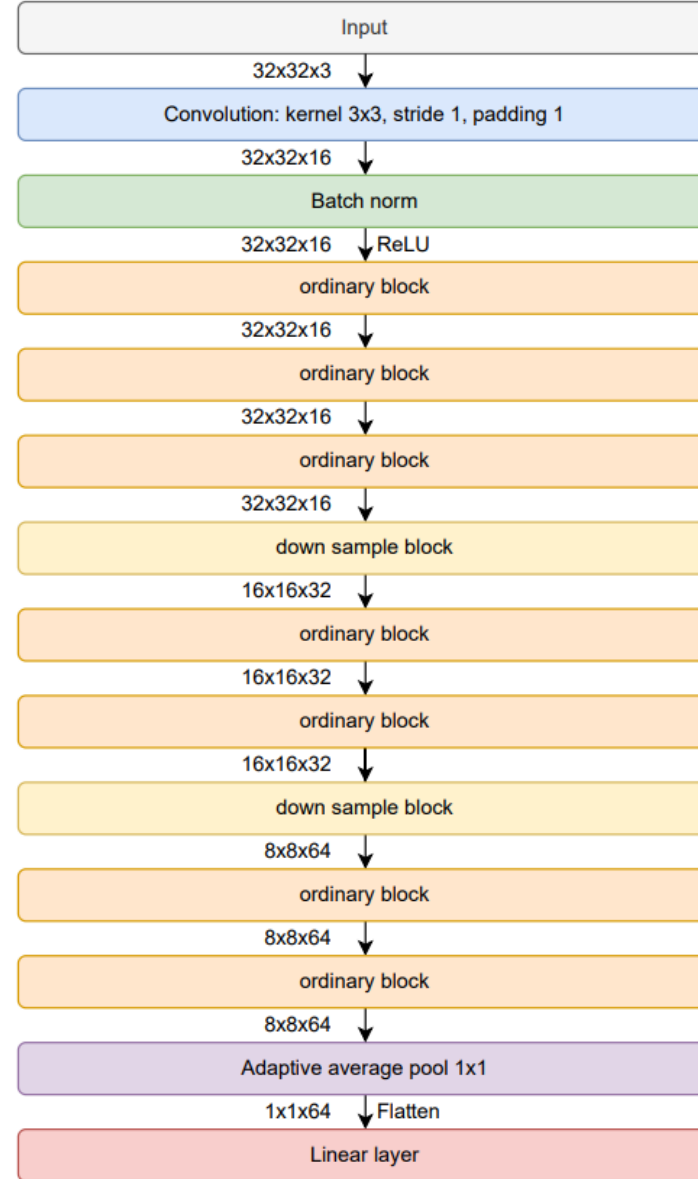 Input
32x32x3
Convolution: kernel 3x3, stride 1, padding 1
32x32x16
Batch norm
32x32x16 ReLU
ordinary block
32x32x16
ordinary block
32x32x16
ordinary block
32x32x16
down sample block
16x16x32
ordinary block
16x16x32
ordinary block
16x16x32
down sample block
8x8x64
ordinary block
8x8x64
ordinary block
8x8x64
Adaptive average pool 1x1
1x1x64 Flatten
Linear layer